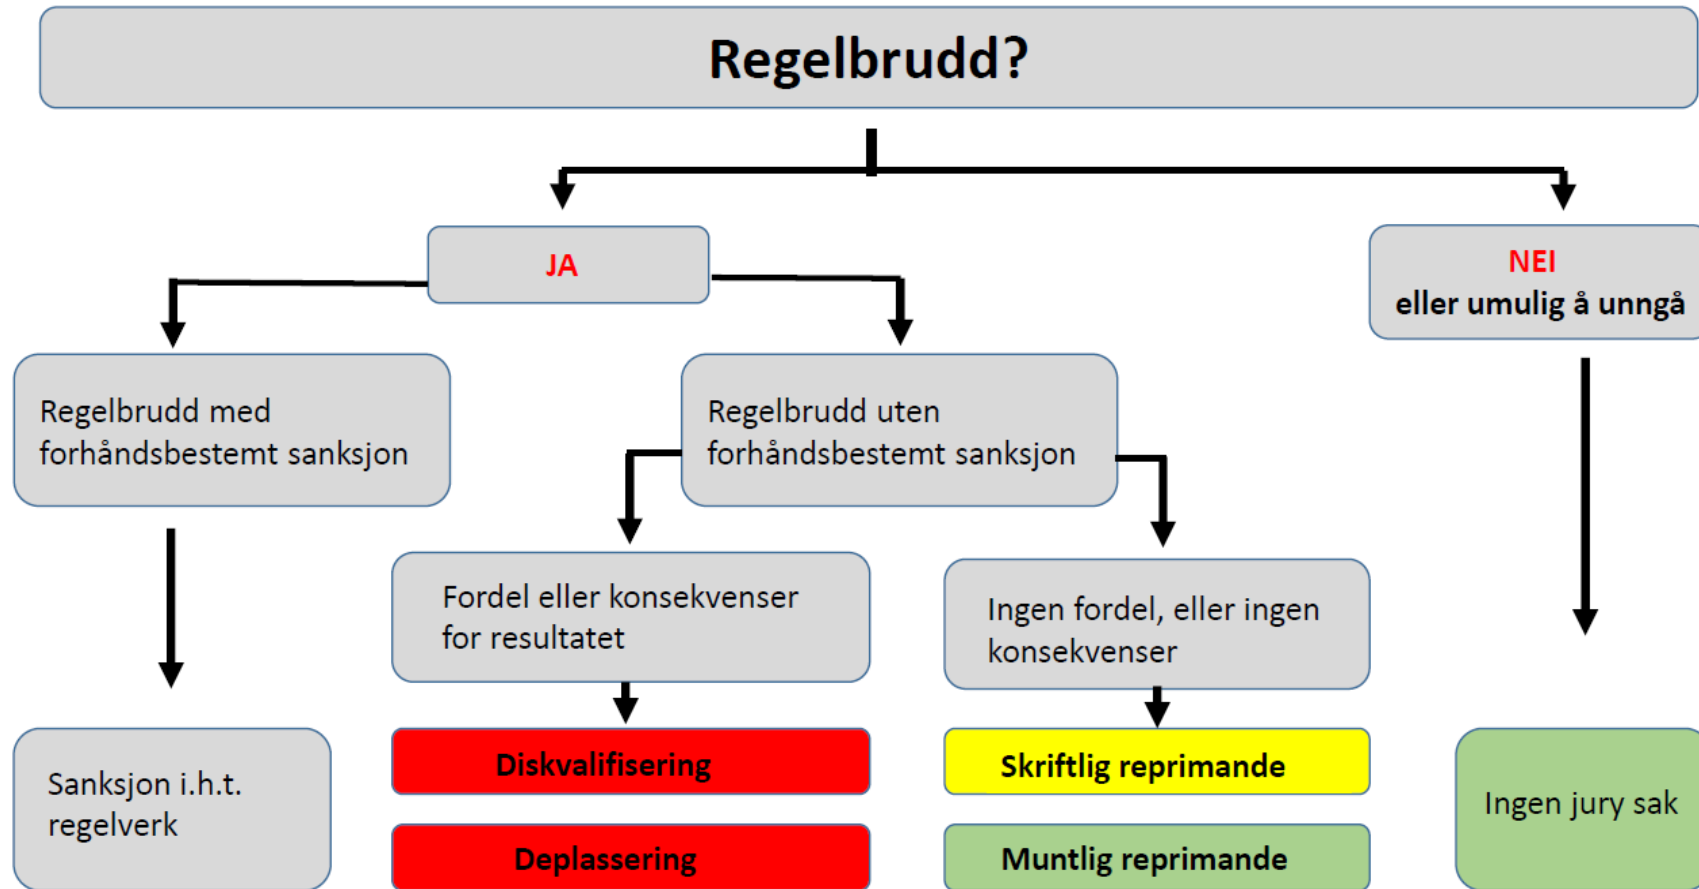 Regelbrudd?
JA
NEI
eller umulig å unngå
Regelbrudd med
forhåndsbestemt sanksjon
Regelbrudd uten
forhåndsbestemt sanksjon
Fordel eller konsekvenser
for resultatet
Ingen fordel, eller ingen
konsekvenser
Sanksjon i.h.t.
regelverk
Diskvalifisering
Deplassering
Skriftlig reprimande
Muntlig reprimande
Ingen jury sak